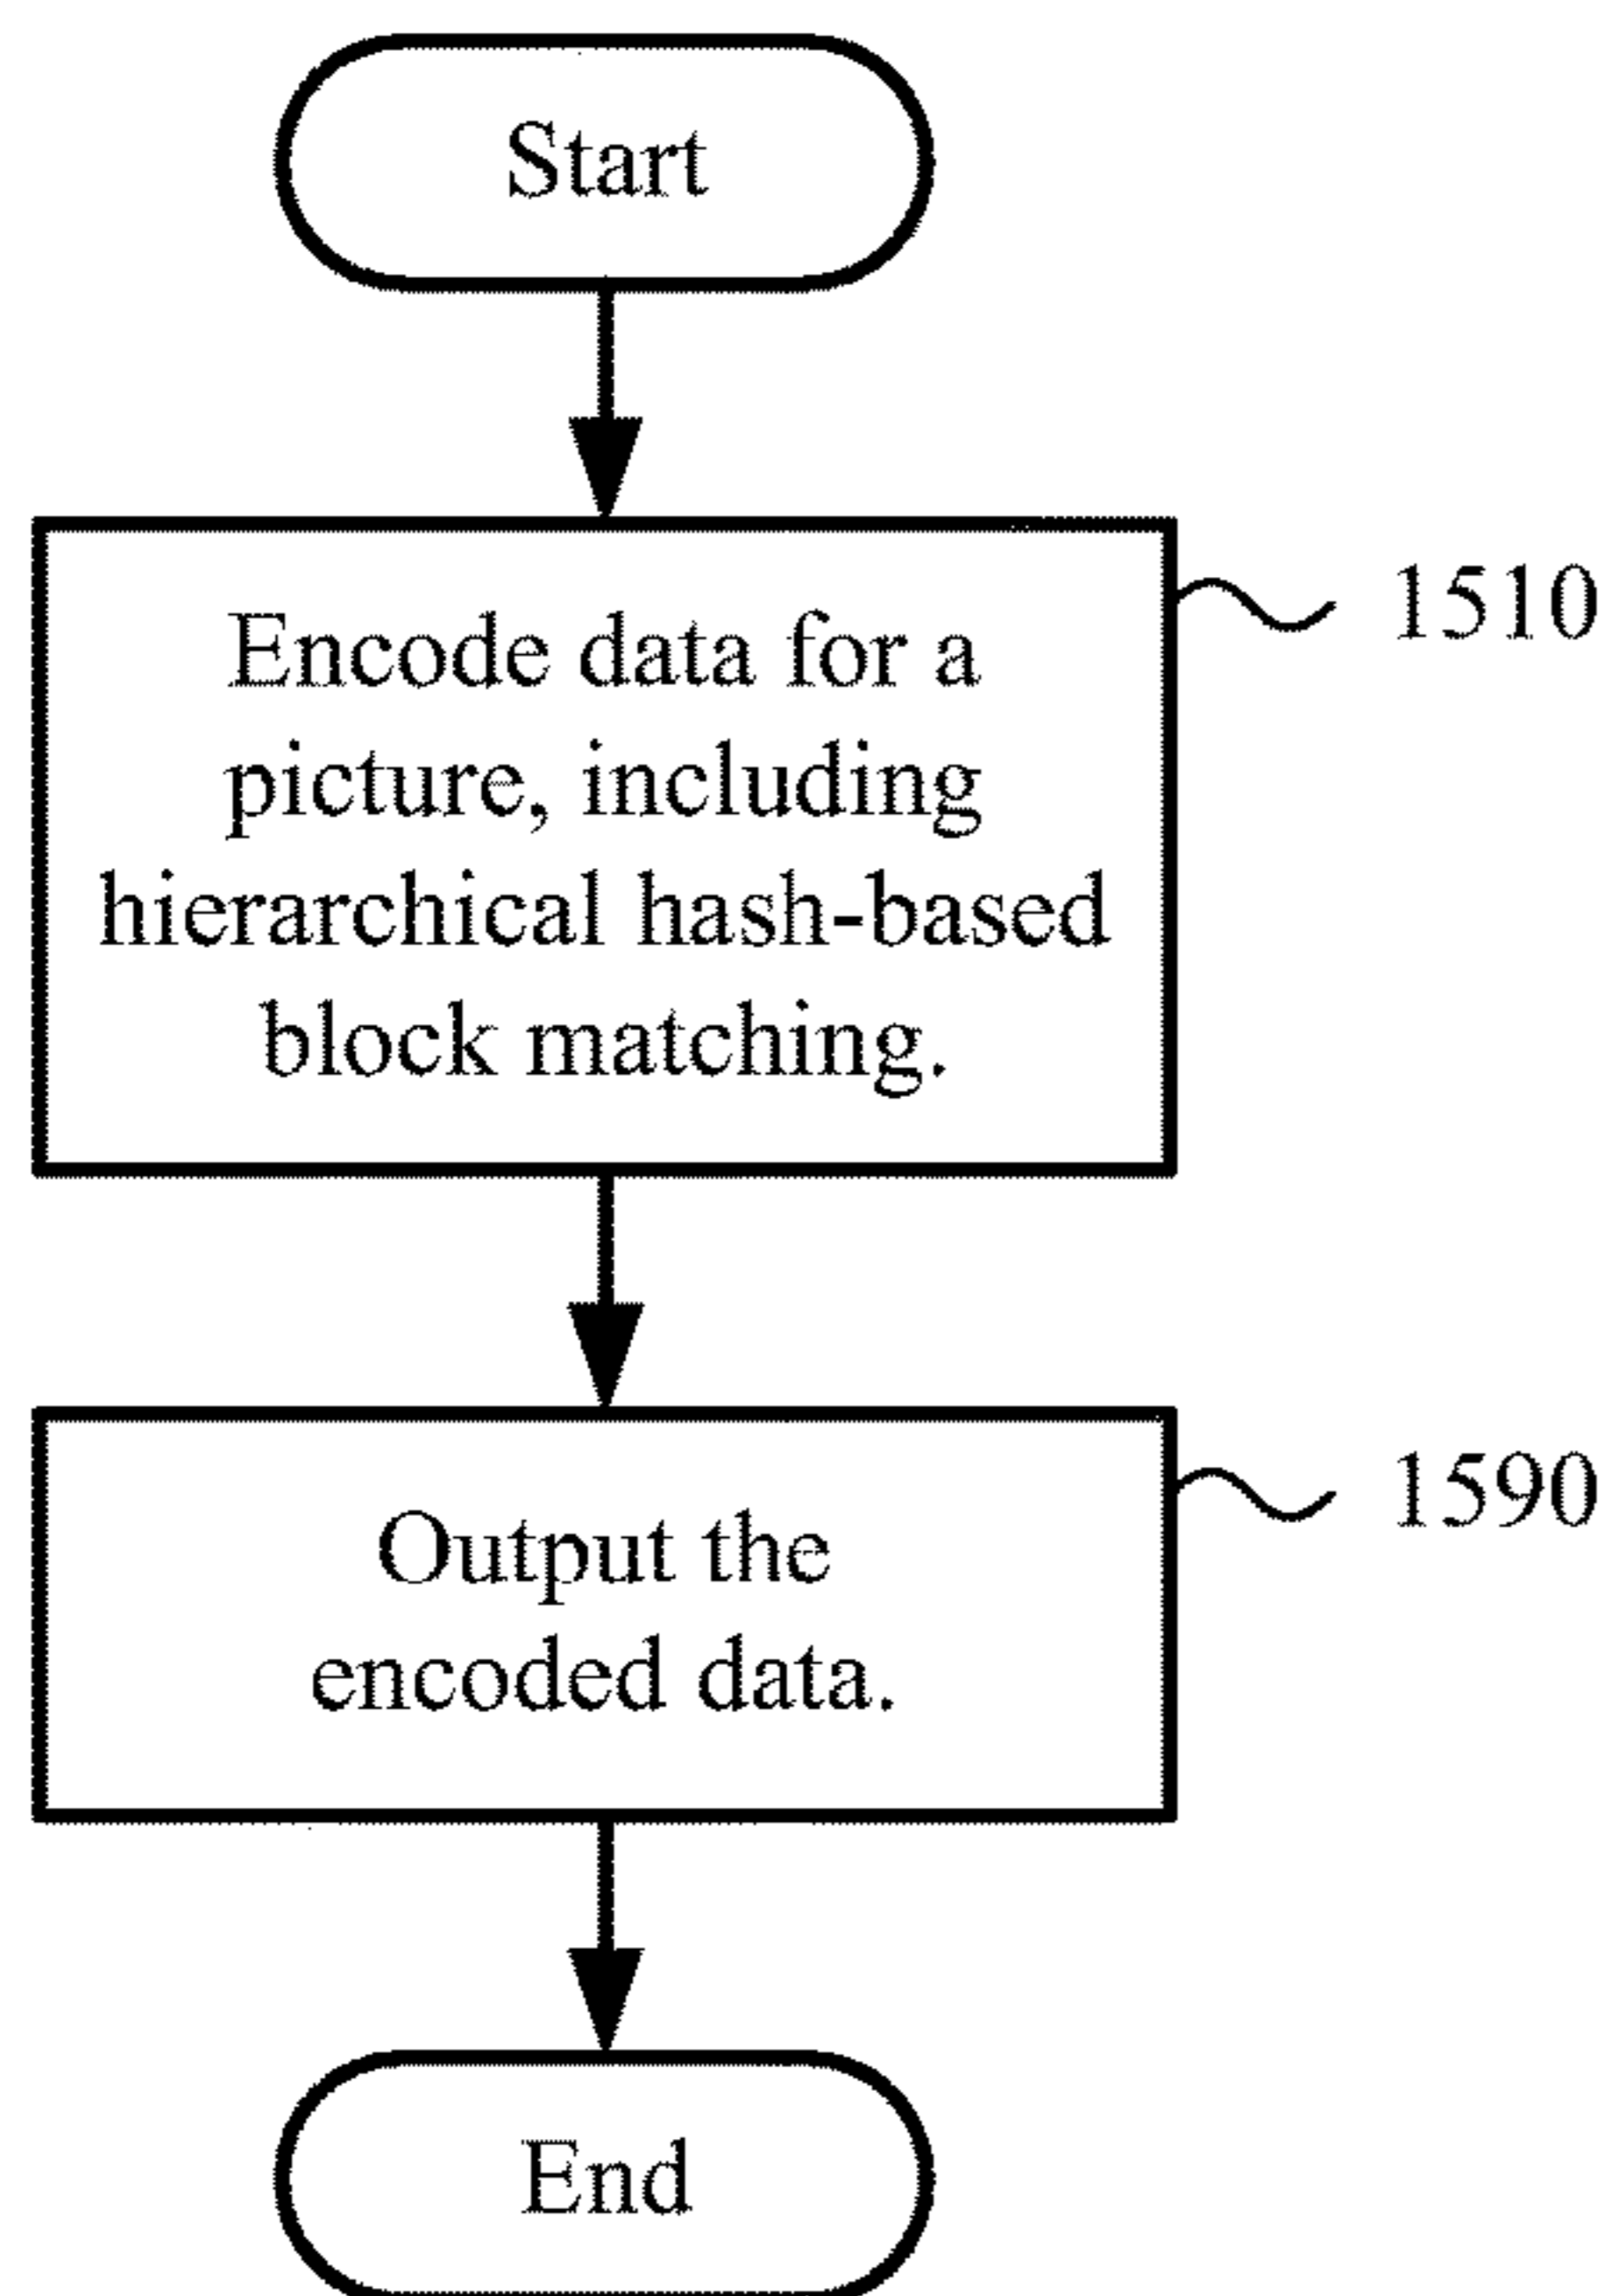 Start
1510
Encode data for a
picture, including
hierarchical hash-based
block matching.
1590
Output the
encoded data.
End